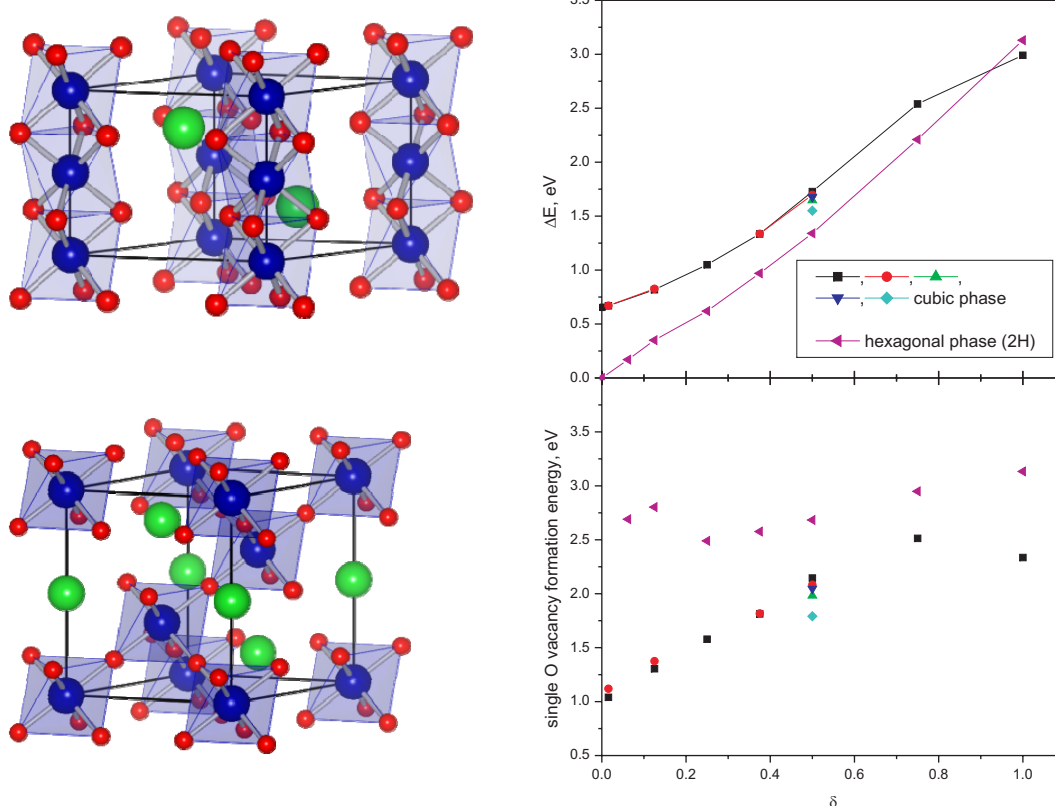 3.5
3.0
2.5
2.0
1.5
1.0
0.5
0.0
ΔE, eV
, , ,
, cubic phase
hexagonal phase (2H)
3.5
3.0
2.5
2.0
1.5
1.0
0.5
single O vacancy formation energy, eV
0.0 0.2 0.4 0.6 0.8 1.0
δ